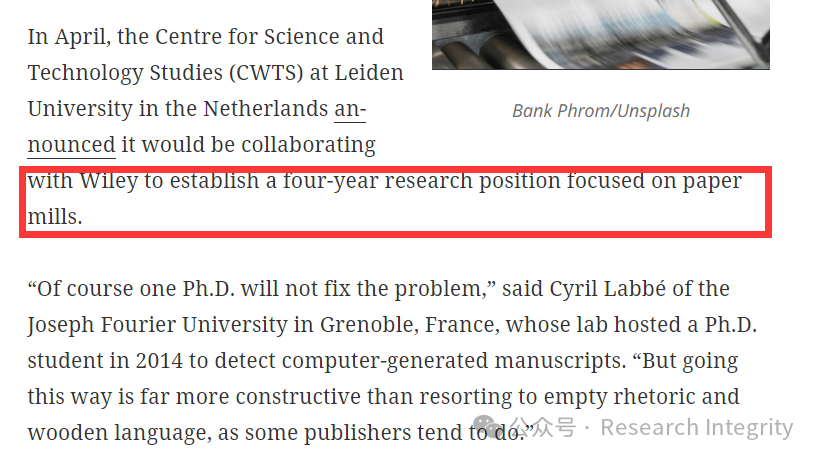 In April, the Centre for Science and
Technology Studies (CWTS) at Leiden
University in the Netherlands an-
nounced it would be collaborating
Bank Phrom/Unsplash
with Wiley to establish a four-year research position focused on paper
mills.
“Of course one Ph.D. will not fix the problem,” said Cyril Labbé of the
Joseph Fourier University in Grenoble, France, whose lab hosted a Ph.D.
student in 2014 to detect computer-generated manuscripts. “But going
this way is far more constructive than resorting to empty rhetoric and
wooden language, as some publishers tend to do.”
公众号 · Research Integrity